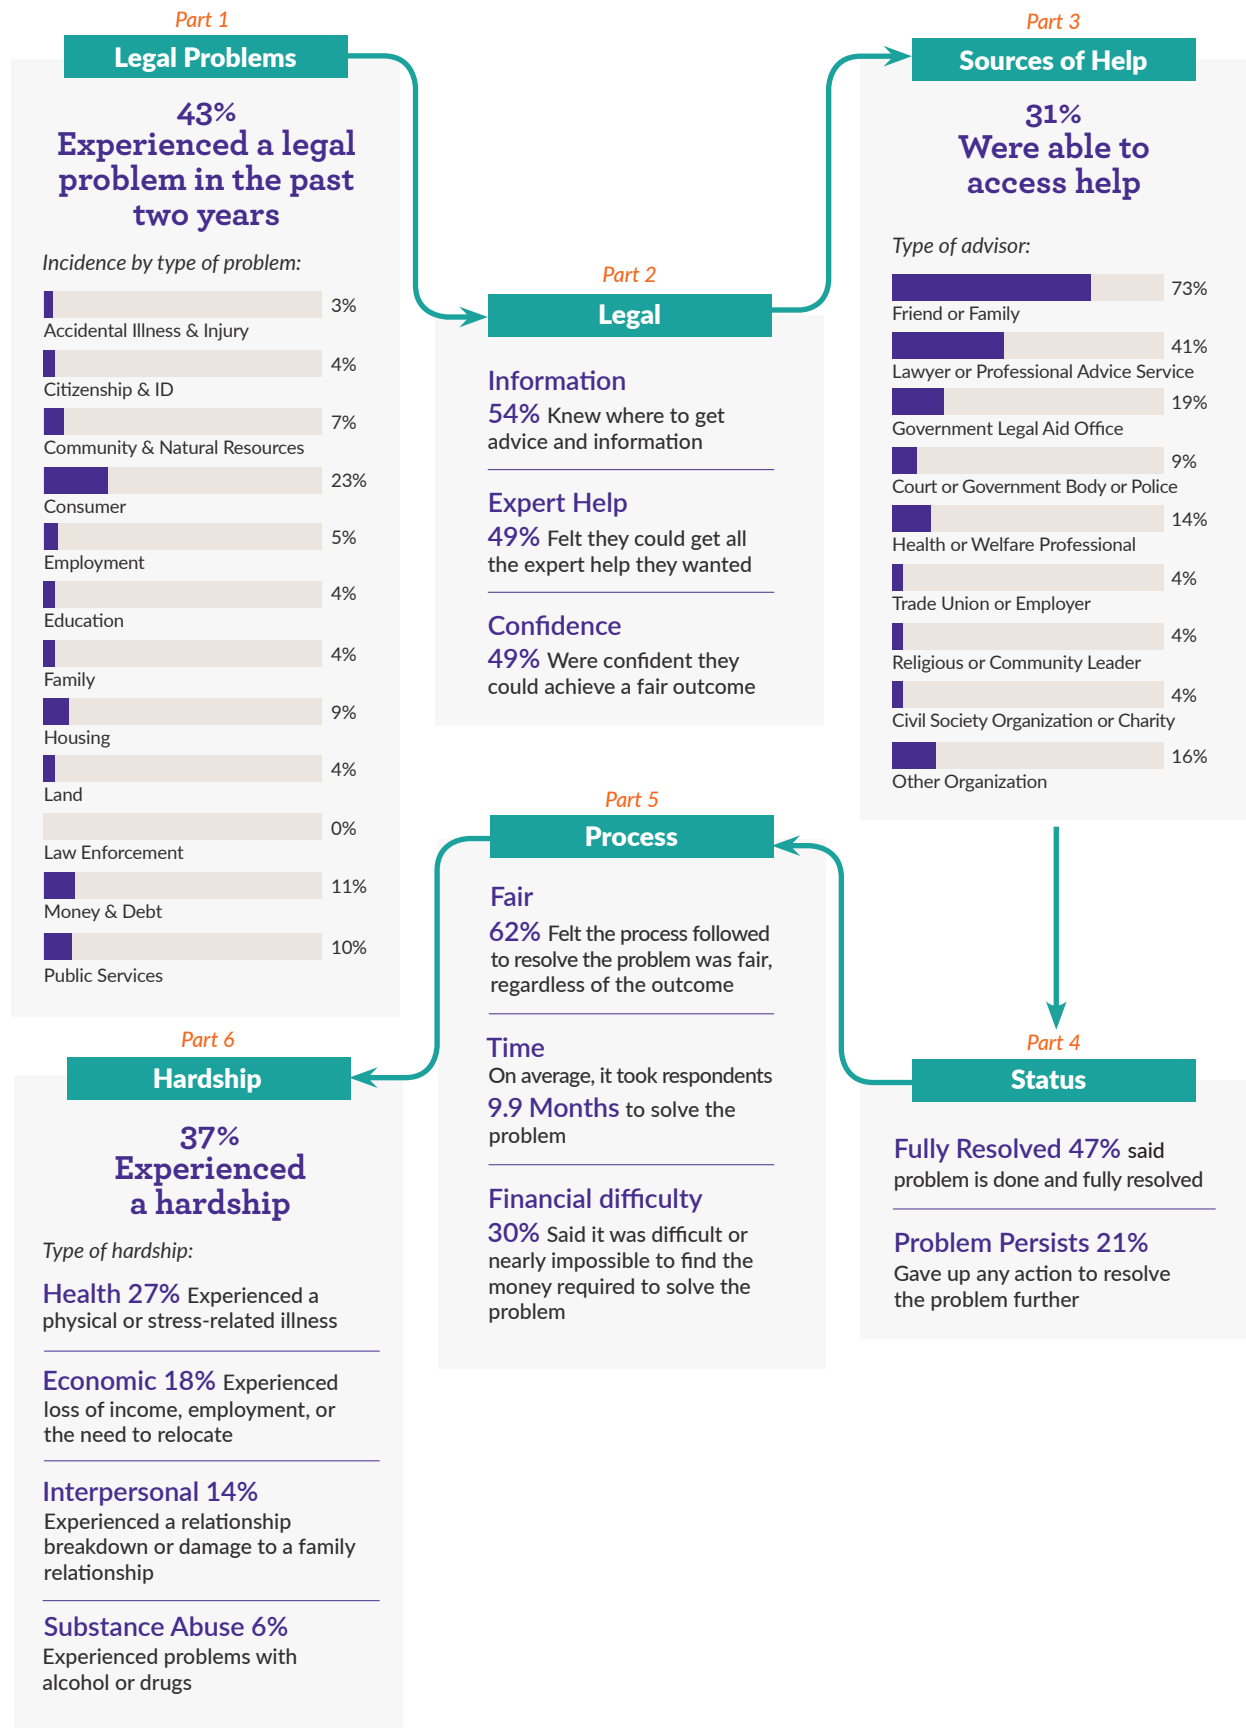 Part 1
Legal Problems
43%
Experienced a legal
problem in the past
two years
Incidence by type of problem:
3%
Accidental Illness & Injury
4%
Citizenship & ID
7%
Community & Natural Resources
23%
Consumer
5%
Employment
4%
Education
4%
Family
9%
Housing
4%
Land
0%
Law Enforcement
11%
Money & Debt
10%
Public Services
Part 2
Legal
Information
54% Knew where to get
advice and information
Expert Help
49% Felt they could get all
the expert help they wanted
Confidence
49% Were confident they
could achieve a fair outcome
Part 3
Sources of Help
31%
Were able to
access help
Type of advisor:
73%
Friend or Family
41%
Lawyer or Professional Advice Service
19%
Government Legal Aid Office
9%
Court or Government Body or Police
14%
Health or Welfare Professional
4%
Trade Union or Employer
4%
Religious or Community Leader
4%
Civil Society Organization or Charity
16%
Other Organization
Part 4
Status
Fully Resolved 47% said
problem is done and fully resolved
Problem Persists 21%
Gave up any action to resolve
the problem further
Part 5
Process
Fair
62% Felt the process followed
to resolve the problem was fair,
regardless of the outcome
Time
On average, it took respondents
9.9 Months to solve the
problem
Financial difficulty
30% Said it was difficult or
nearly impossible to find the
money required to solve the
problem
Part 6
Hardship
37%
Experienced
a hardship
Type of hardship:
Health 27% Experienced a
physical or stress-related illness
Economic 18% Experienced
loss of income, employment, or
the need to relocate
Interpersonal 14%
Experienced a relationship
breakdown or damage to a family
relationship
Substance Abuse 6%
Experienced problems with
alcohol or drugs